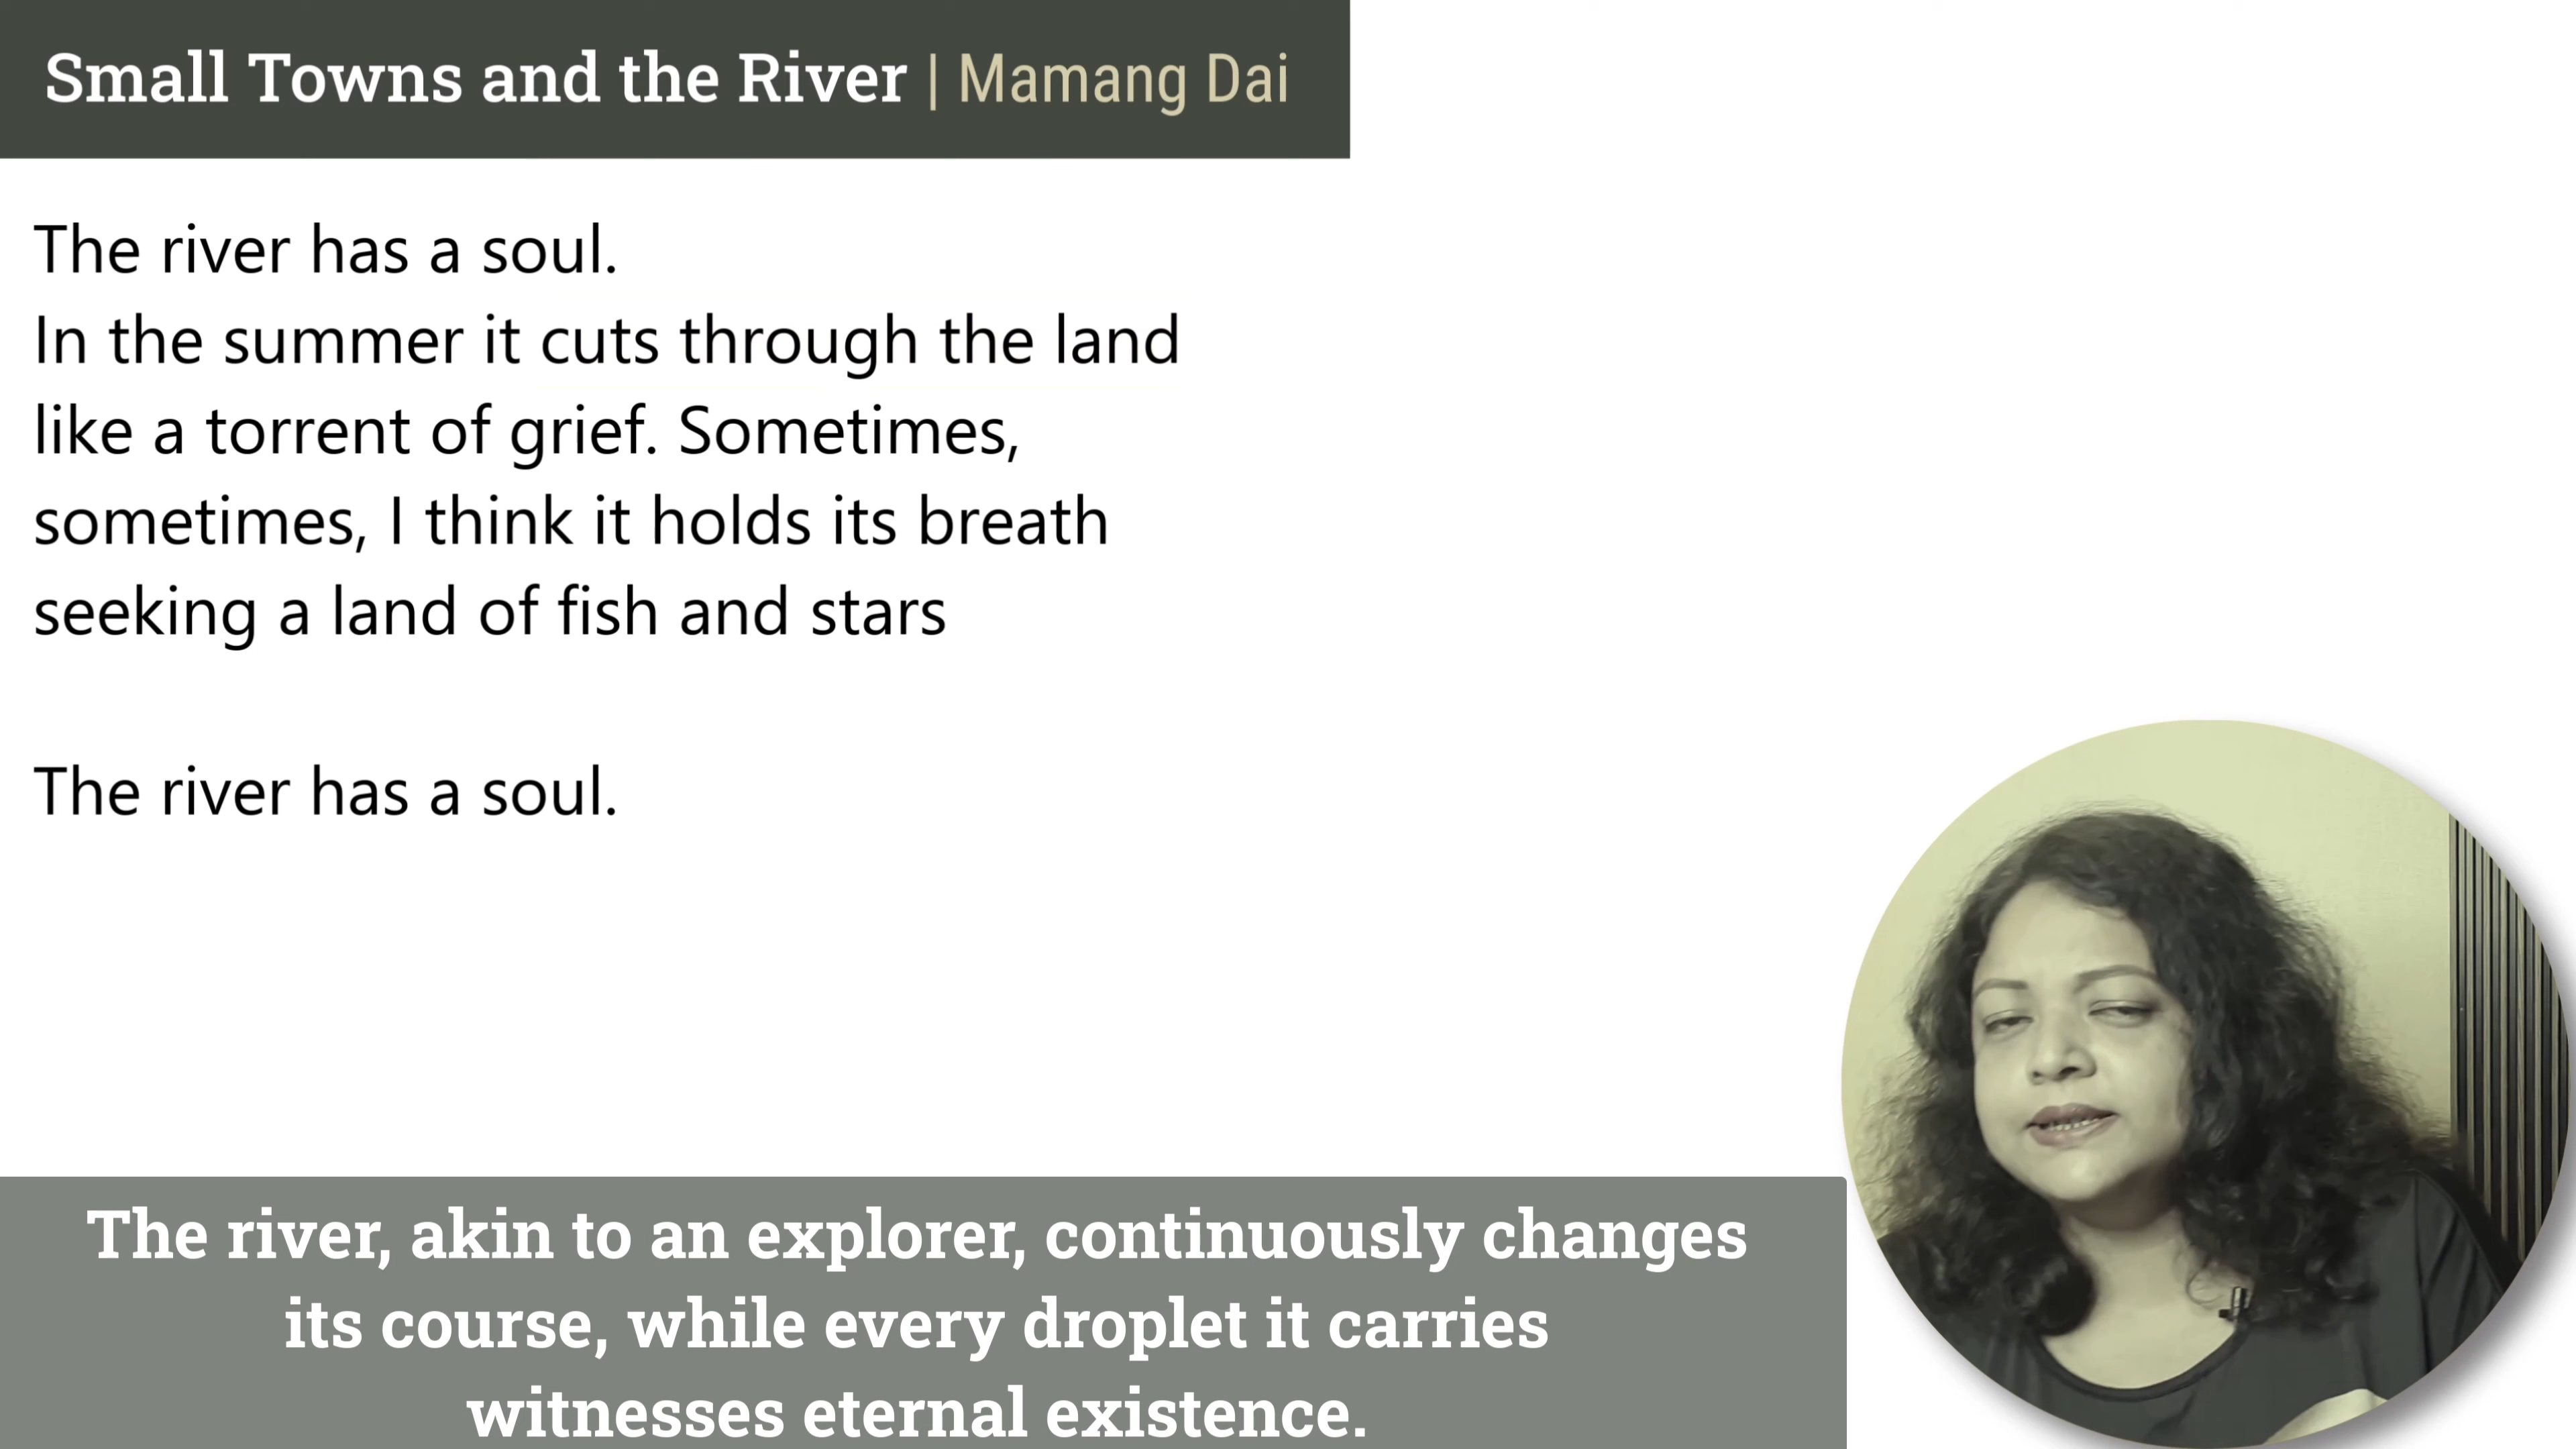 Small Towns and the River | Mamang Dai
The river has a soul.
In the summer it cuts through the land
like a torrent of grief. Sometimes,
sometimes, I think it holds its breath
seeking a land of fish and stars
The river has a soul.
The river, akin to an explorer, continuously changes
its course, while every droplet it carries
witnesses eternal existence.